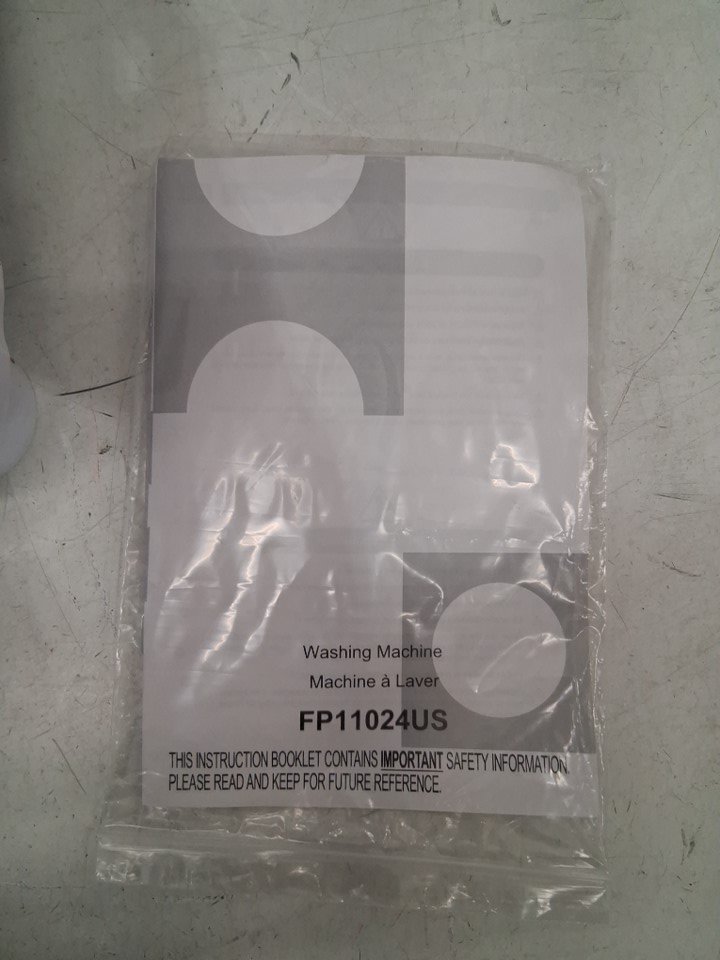 Washing Machine
Machine à Laver
FP11024US
THIS INSTRUCTION BOOKLET CONTAINS IMPORTANT SAFETY INFORMATION.
PLEASE READ AND KEEP FOR FUTURE REFERENCE.